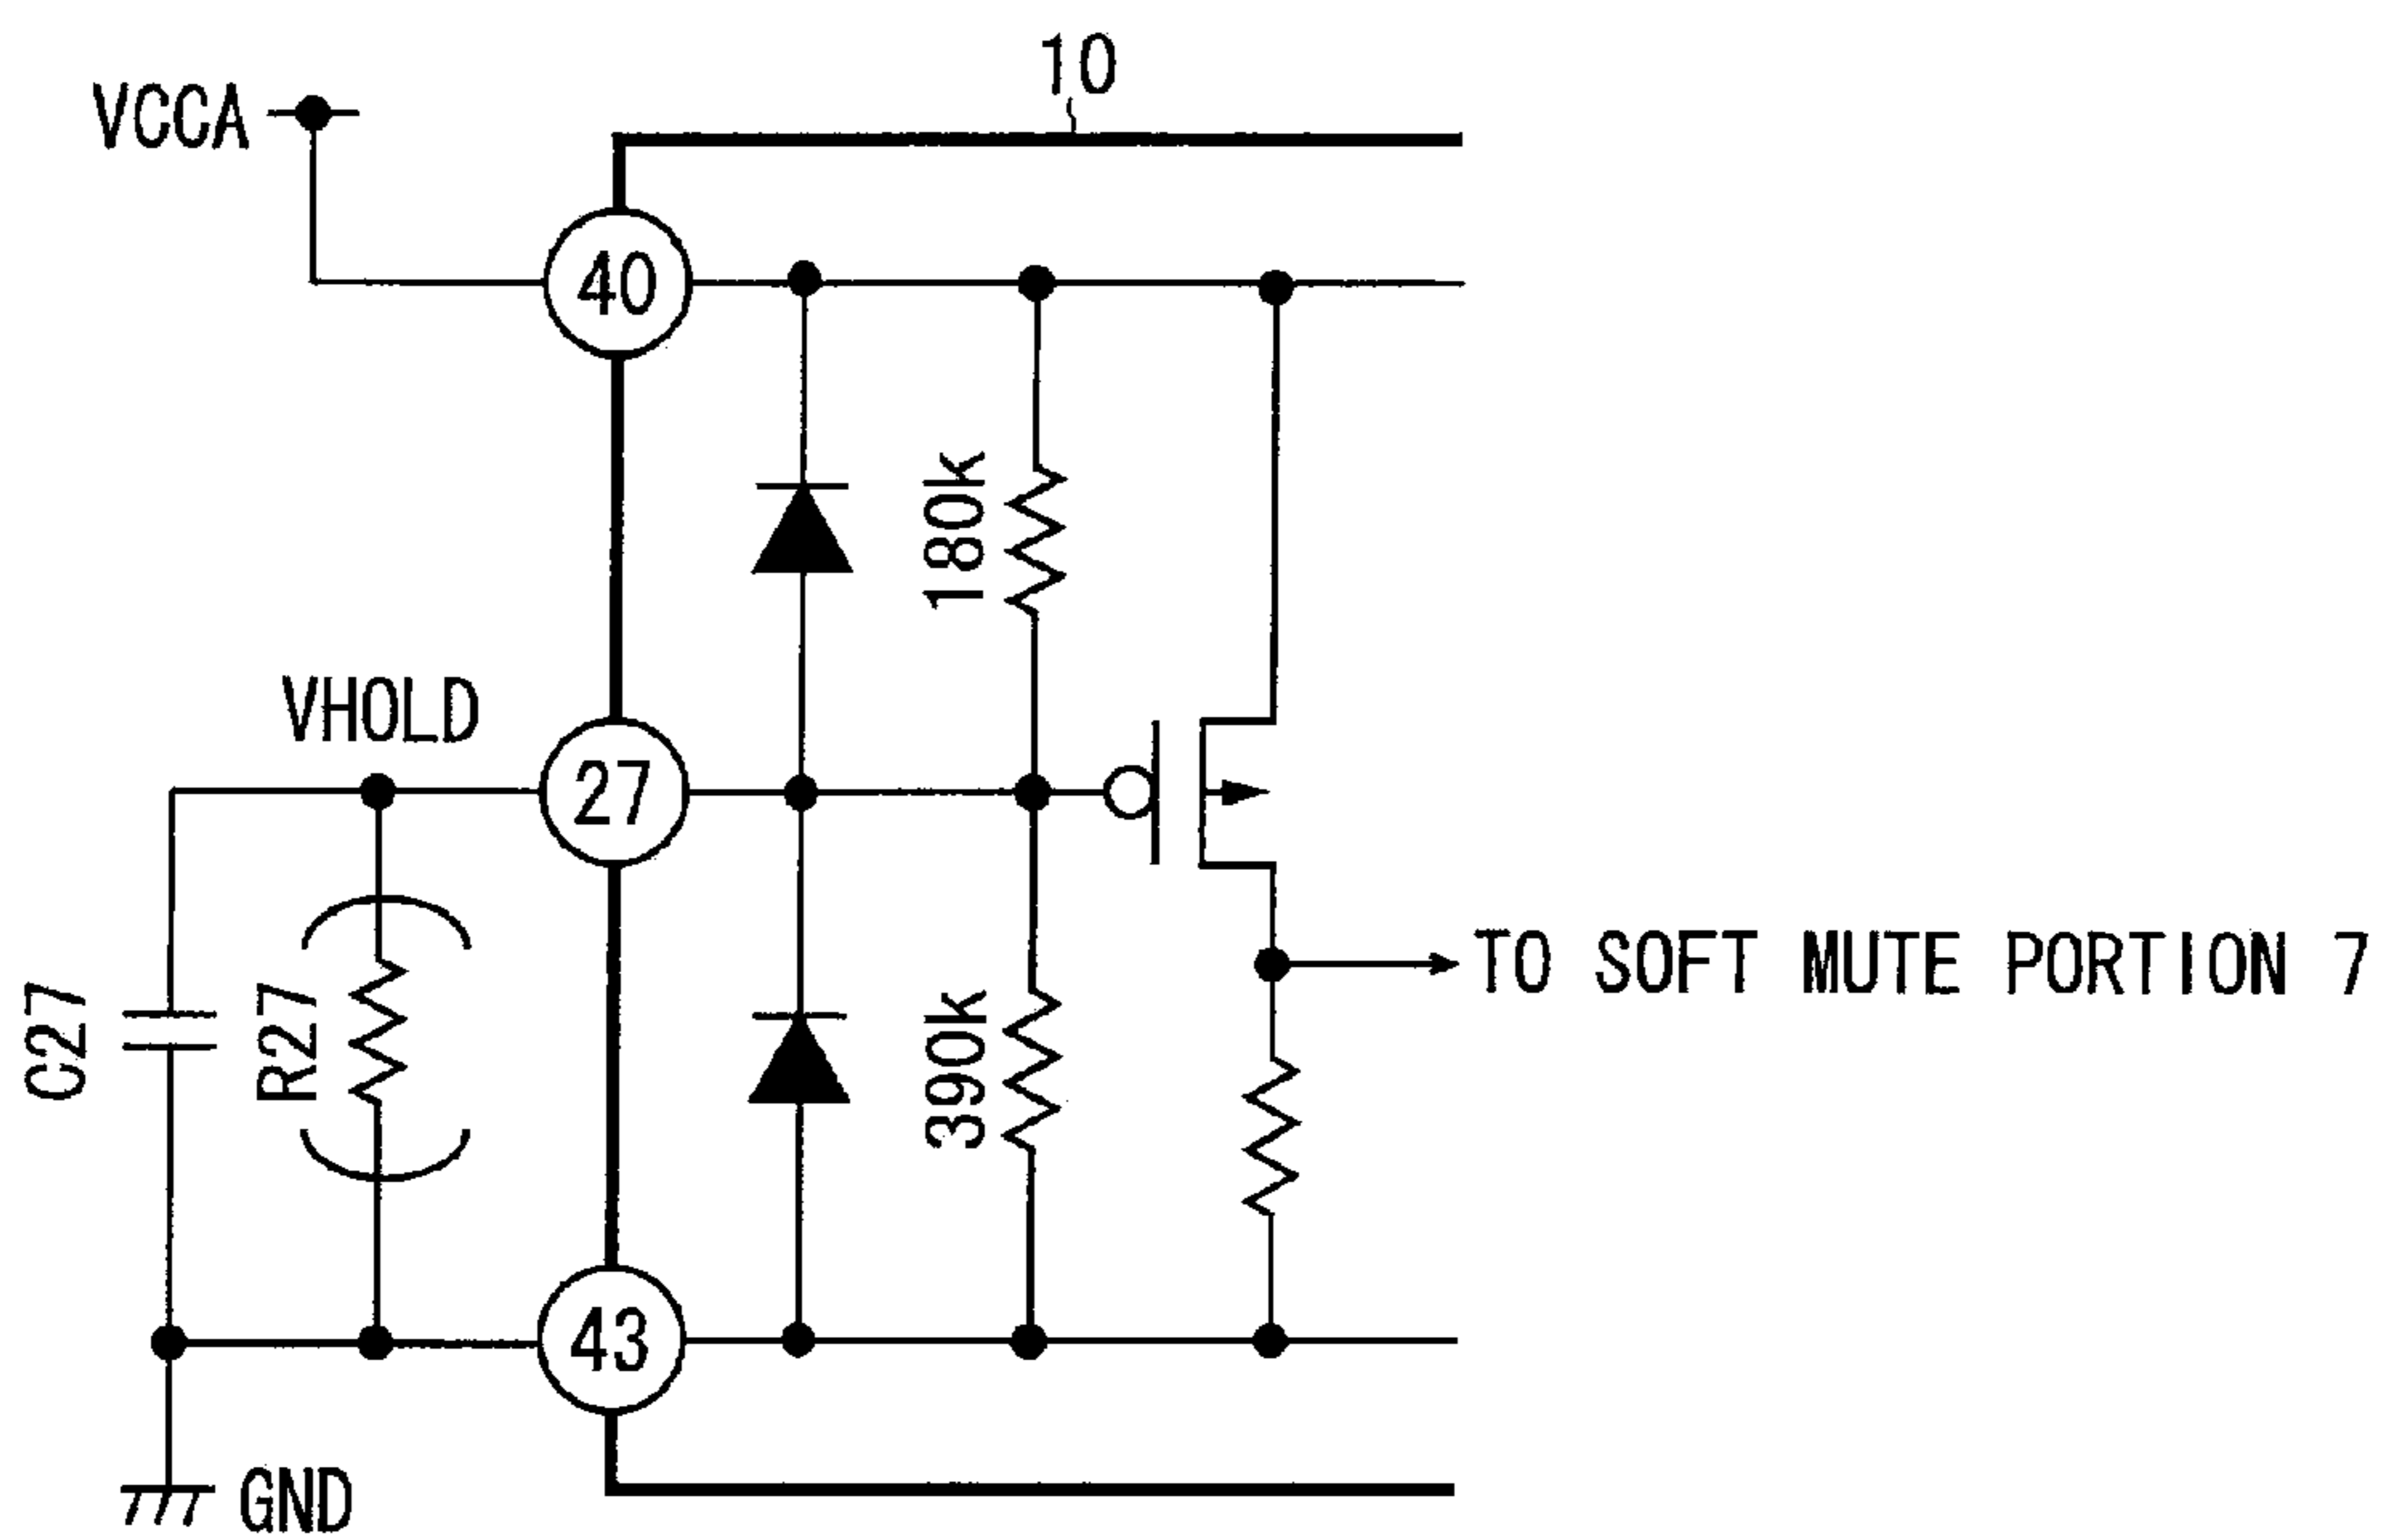 10
VCCA
40
180k
VHOLD
27
TO SOFT MUTE PORTION 7
C27
R27
390k
43
GND